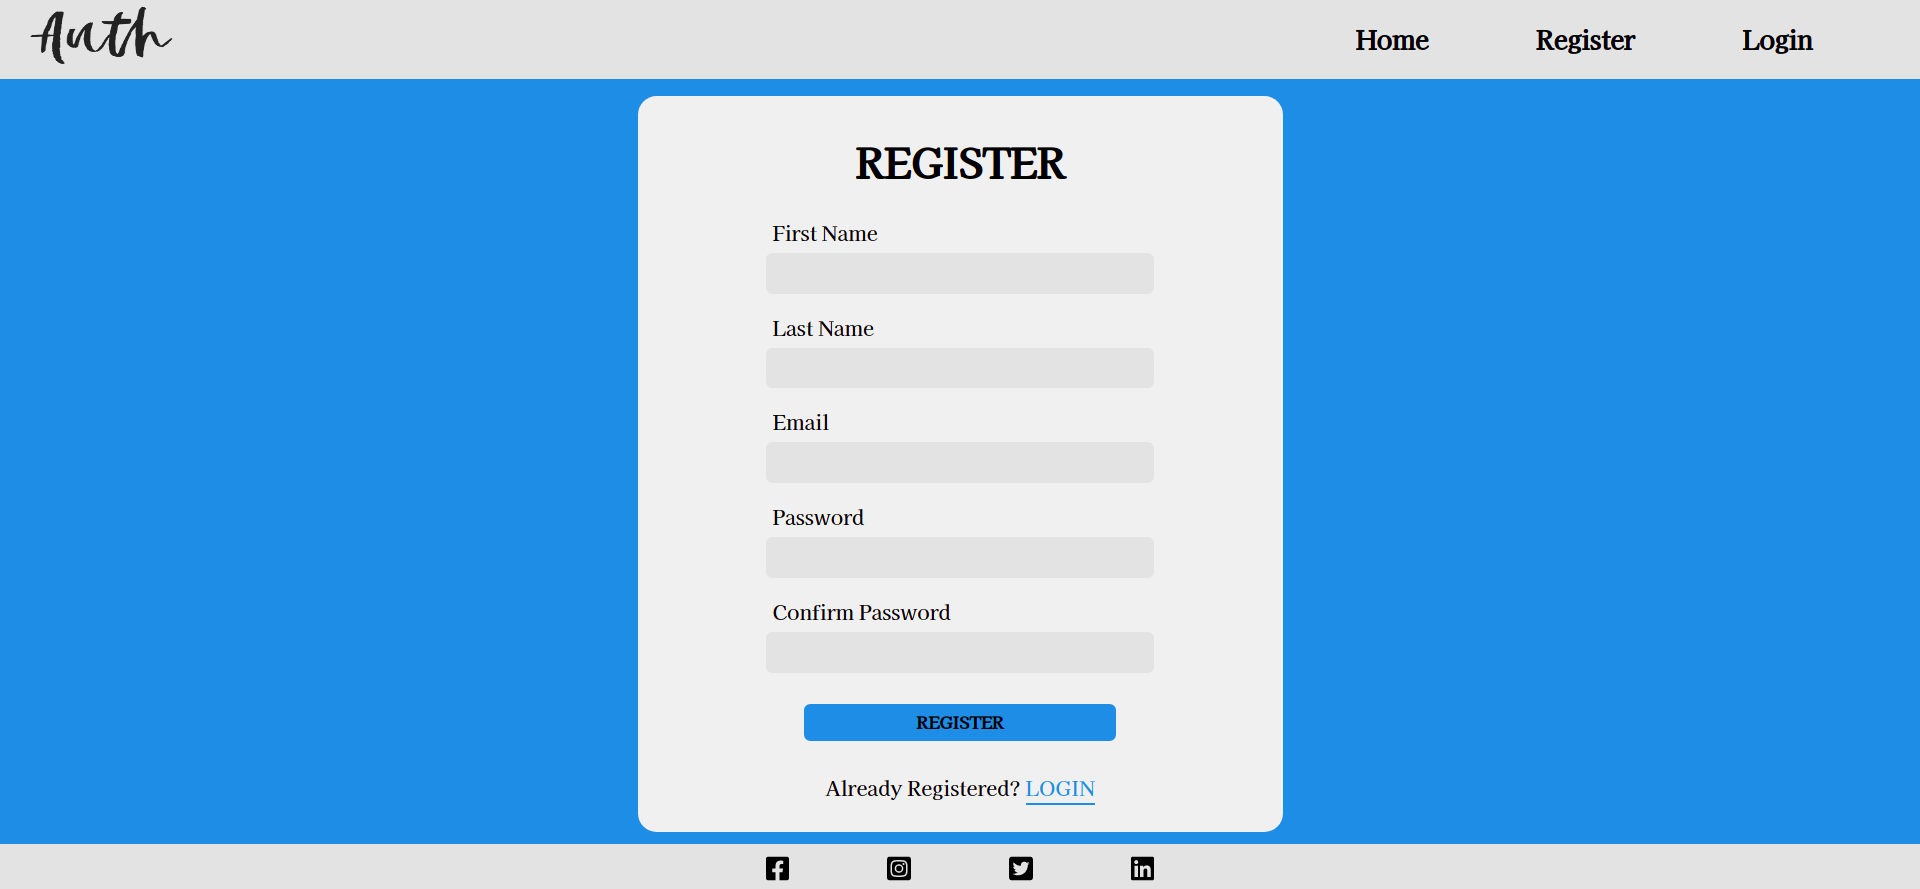 Auth
Home Register Login
REGISTER
First Name
Last Name
Email
Password
Confirm Password
REGISTER
Already Registered? LOGIN